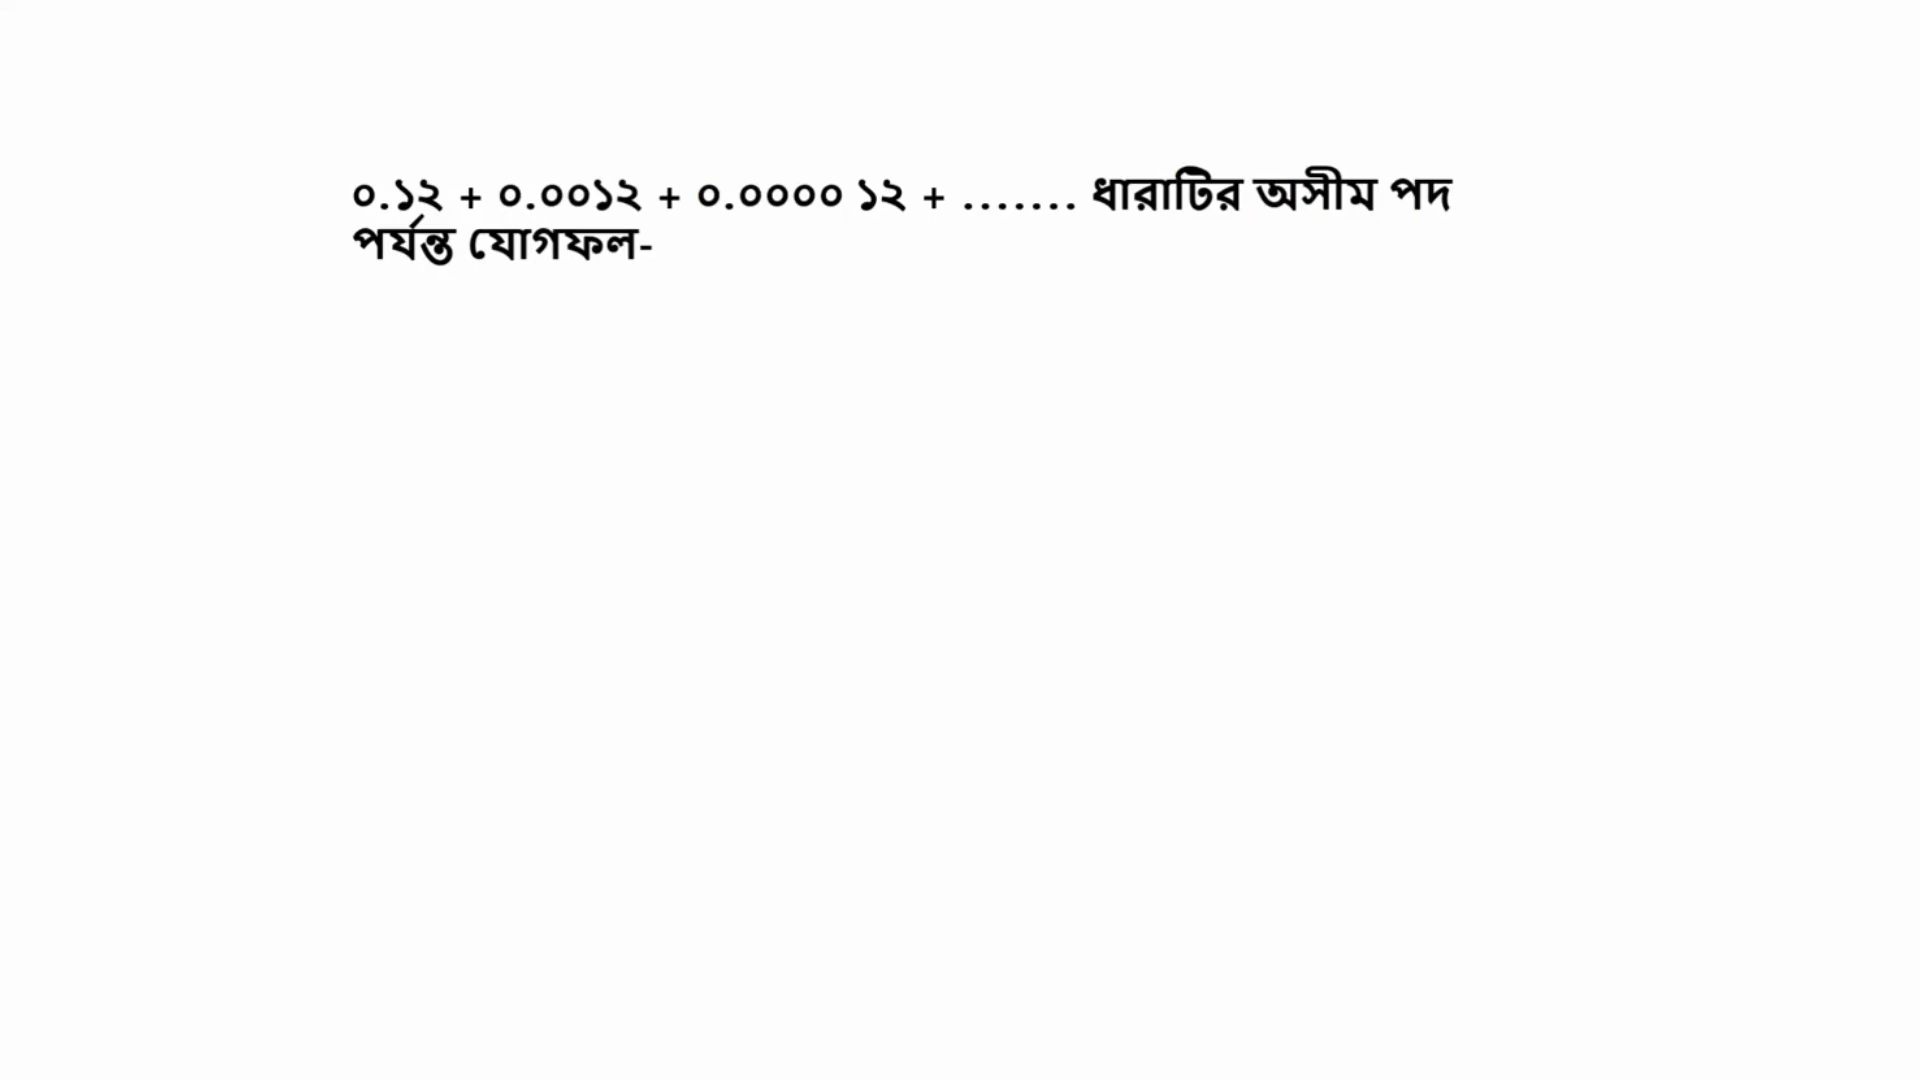 ০.১২ + ০.০০১২ + ০.০০০০ ১২ + ....... ধারাটির অসীম পদ
পর্যন্ত যোগফল-